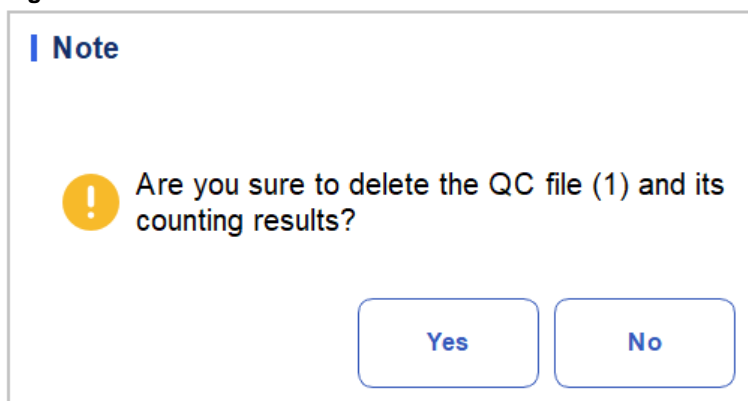 Note
Are you sure to delete the QC file (1) and its
counting results?
Yes
No